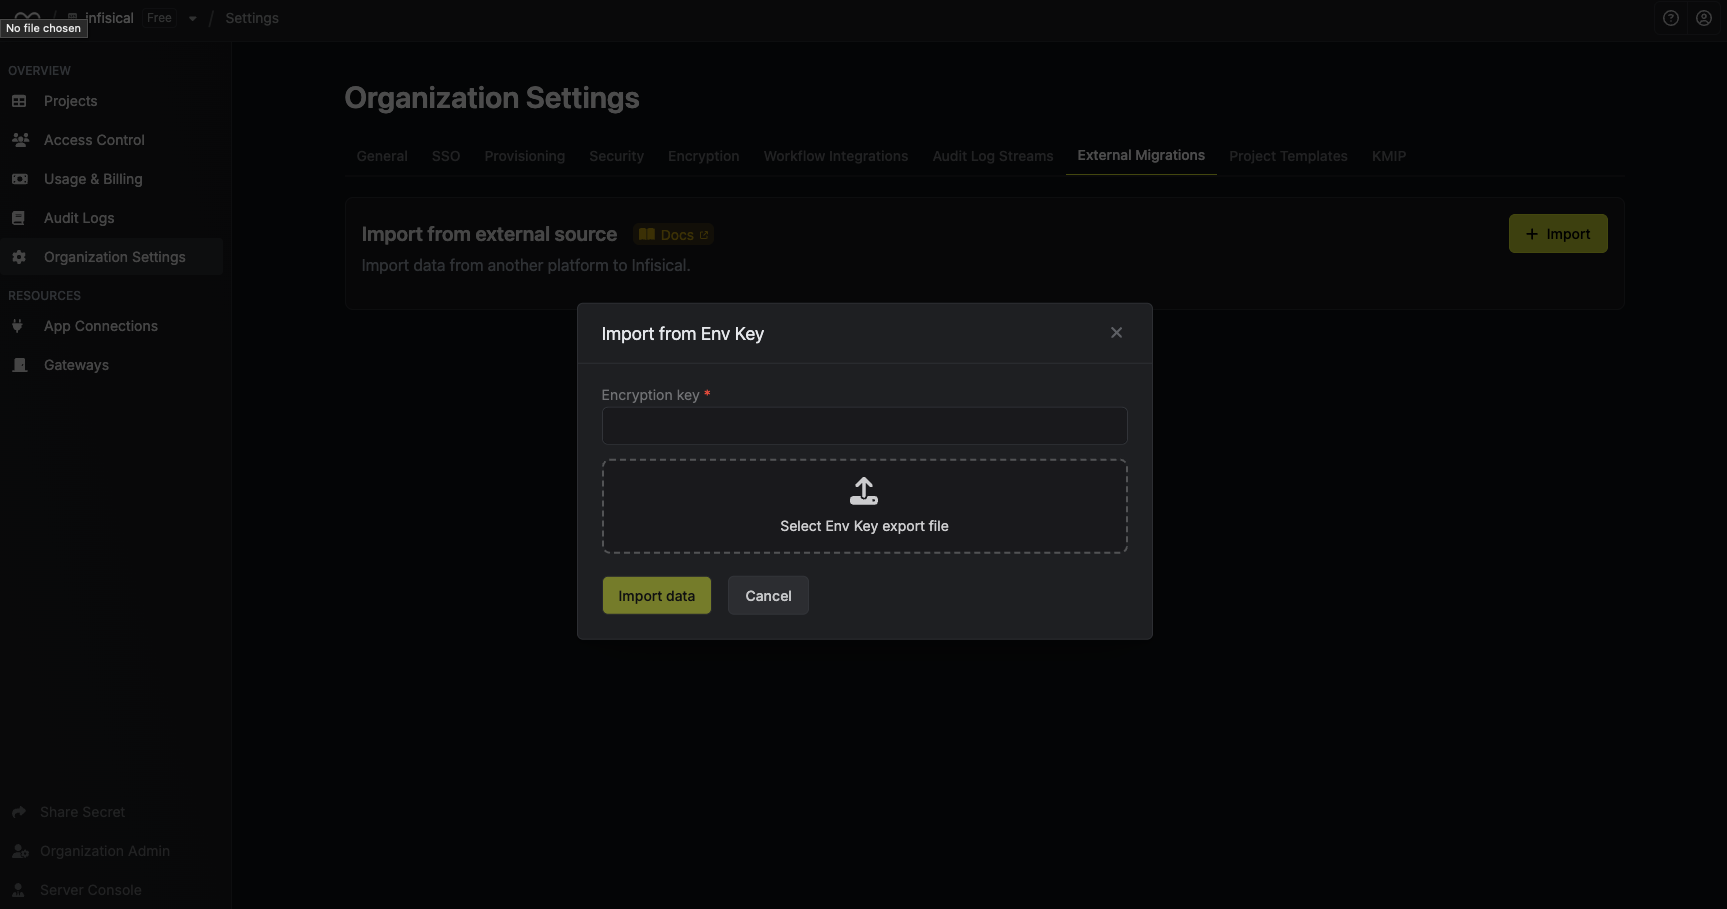 infisical Free / Settings
No file chosen
OVERVIEW
Projects
Access Control
Usage & Billing
Audit Logs
Organization Settings
RESOURCES
App Connections
Gateways
Share Secret
Organization Admin
Server Console
Organization Settings
General SSO Provisioning Security Encryption Workflow Integrations Audit Log Streams External Migrations Project Templates KMIP
Import from external source Docs
+ Import
Import data from another platform to Infisical.
Import from Env Key
Encryption key *
Select Env Key export file
Import data Cancel